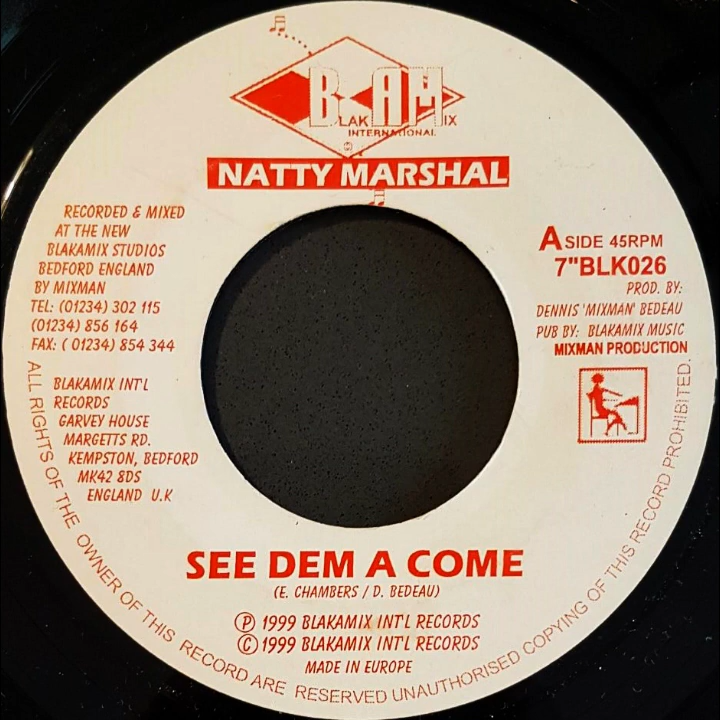 BLAKAMIX
INTERNATIONAL
©
NATTY MARSHAL
RECORDED & MIXED
AT THE NEW
BLAKAMIX STUDIOS
BEDFORD ENGLAND
BY MIXMAN
TEL: (01234) 302 115
(01234) 856 164
FAX: ( 01234) 854 344
BLAKAMIX INT'L
RECORDS
GARVEY HOUSE
MARGETTS RD.
KEMPSTON, BEDFORD
MK42 8DS
ENGLAND U.K
A SIDE 45RPM
7"BLK026
PROD. BY:
DENNIS 'MIXMAN' BEDEAU
PUB BY: BLAKAMIX MUSIC
MIXMAN PRODUCTION
SEE DEM A COME
(E. CHAMBERS / D. BEDEAU)
Ⓟ 1999 BLAKAMIX INT'L RECORDS
© 1999 BLAKAMIX INT'L RECORDS
MADE IN EUROPE
ALL RIGHTS OF THE OWNER OF THIS RECORD ARE RESERVED UNAUTHORISED COPYING OF THIS RECORD PROHIBITED.